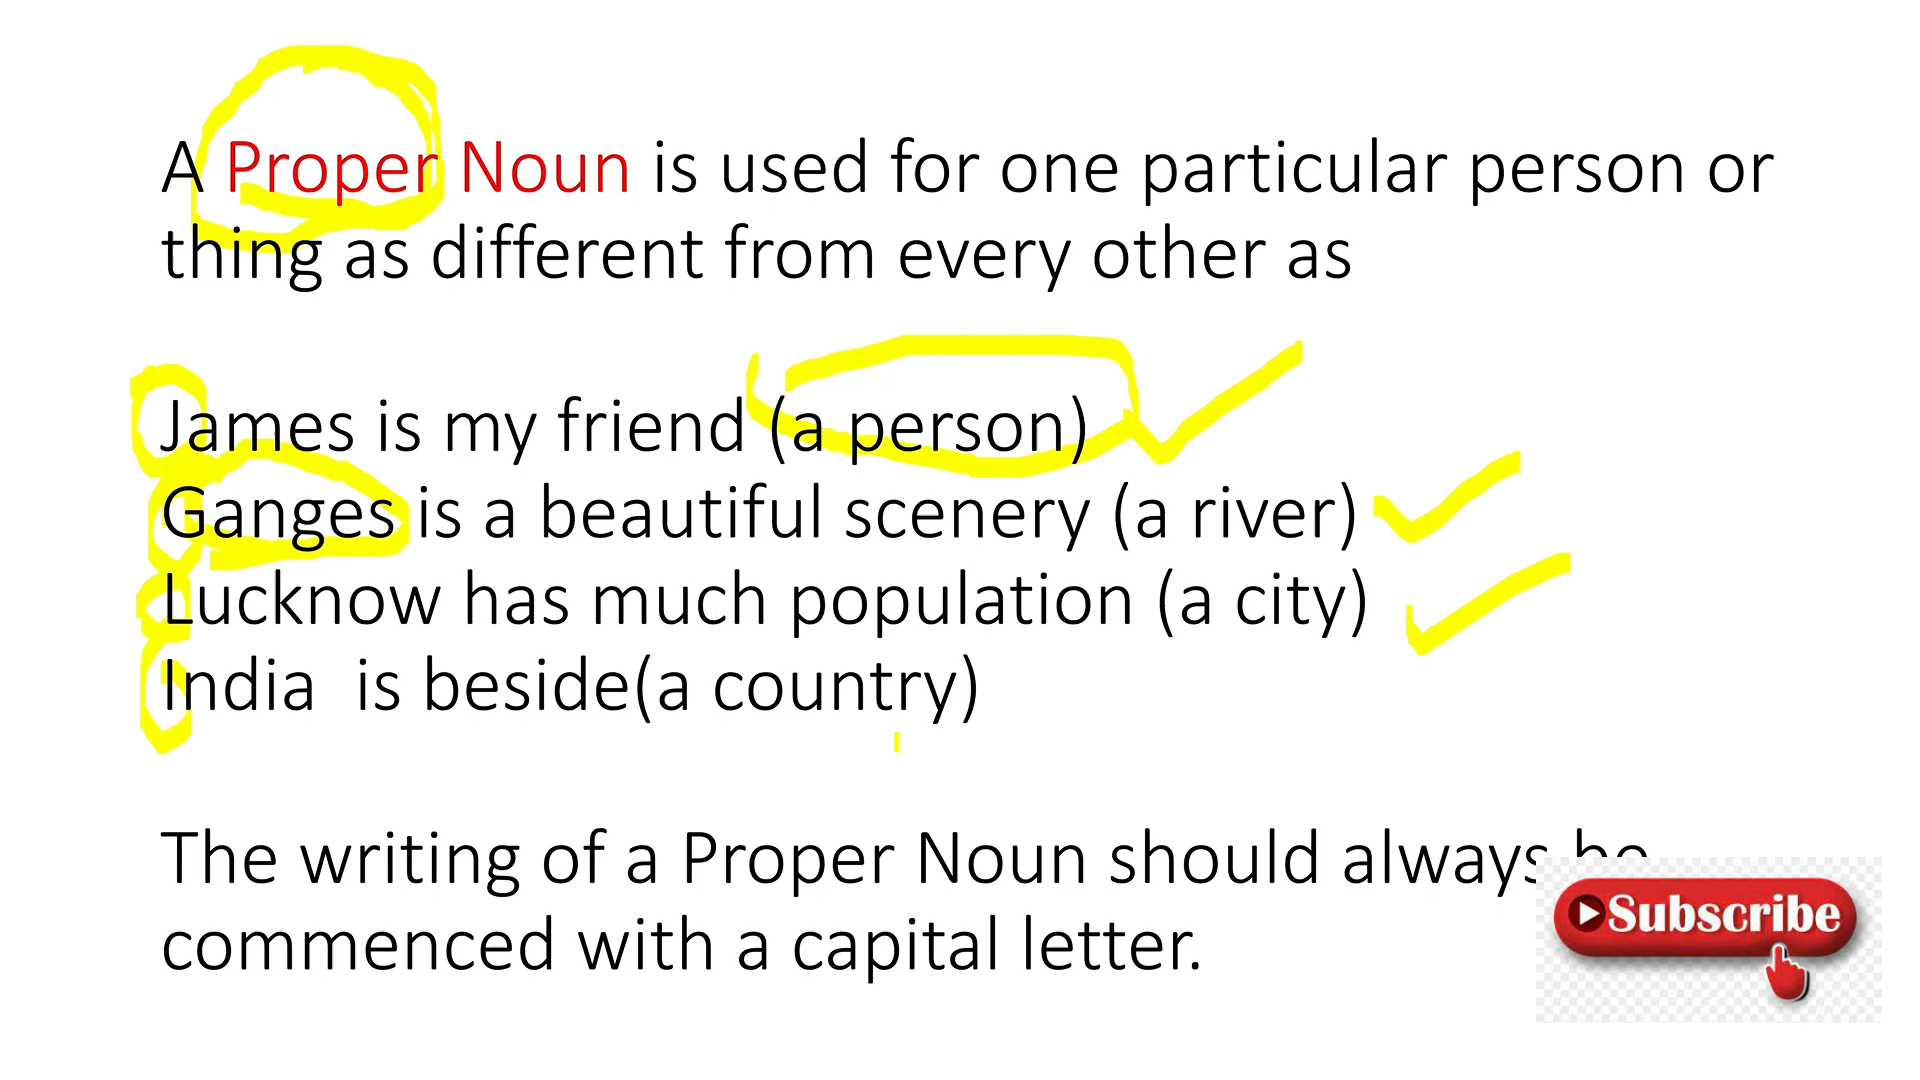 A Proper Noun is used for one particular person or
thing as different from every other as
James is my friend (a person)
Ganges is a beautiful scenery (a river)
Lucknow has much population (a city)
India  is beside(a country)
The writing of a Proper Noun should always be
commenced with a capital letter.
Subscribe